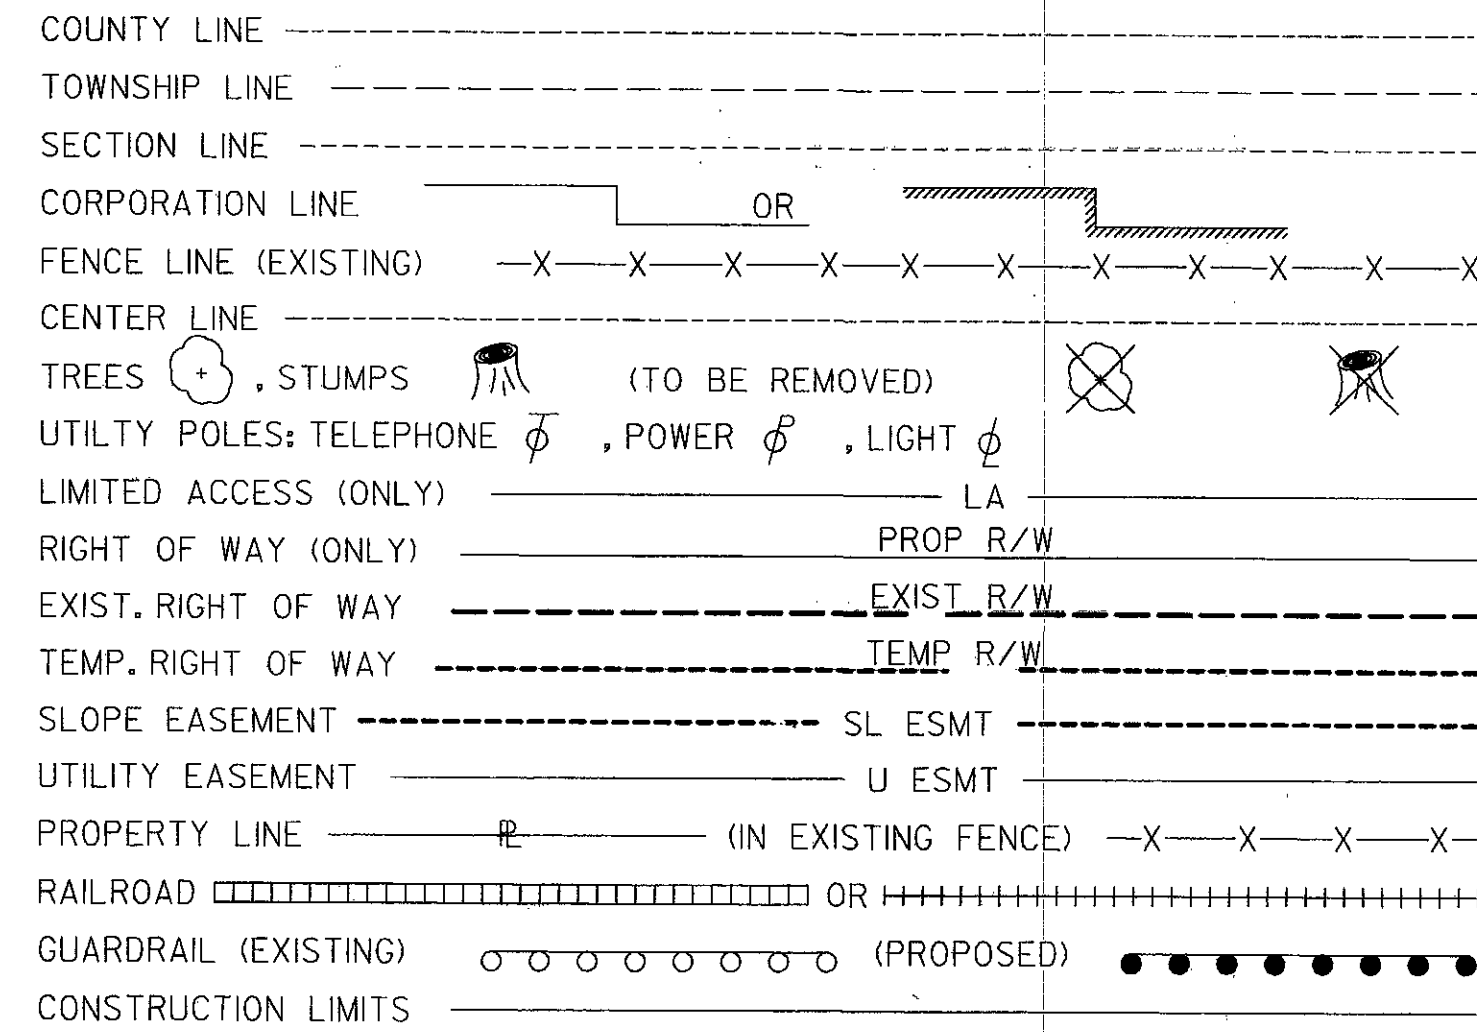 COUNTY LINE
TOWNSHIP LINE
SECTION LINE
CORPORATION LINE OR
FENCE LINE (EXISTING) X X X X X X X X X X X
CENTER LINE
TREES , STUMPS (TO BE REMOVED)
UTILTY POLES: TELEPHONE , POWER , LIGHT
LIMITED ACCESS (ONLY) LA
RIGHT OF WAY (ONLY) PROP R/W
EXIST. RIGHT OF WAY EXIST R/W
TEMP. RIGHT OF WAY TEMP R/W
SLOPE EASEMENT SL ESMT
UTILITY EASEMENT U ESMT
PROPERTY LINE PL (IN EXISTING FENCE) X X X X
RAILROAD OR
GUARDRAIL (EXISTING) (PROPOSED)
CONSTRUCTION LIMITS